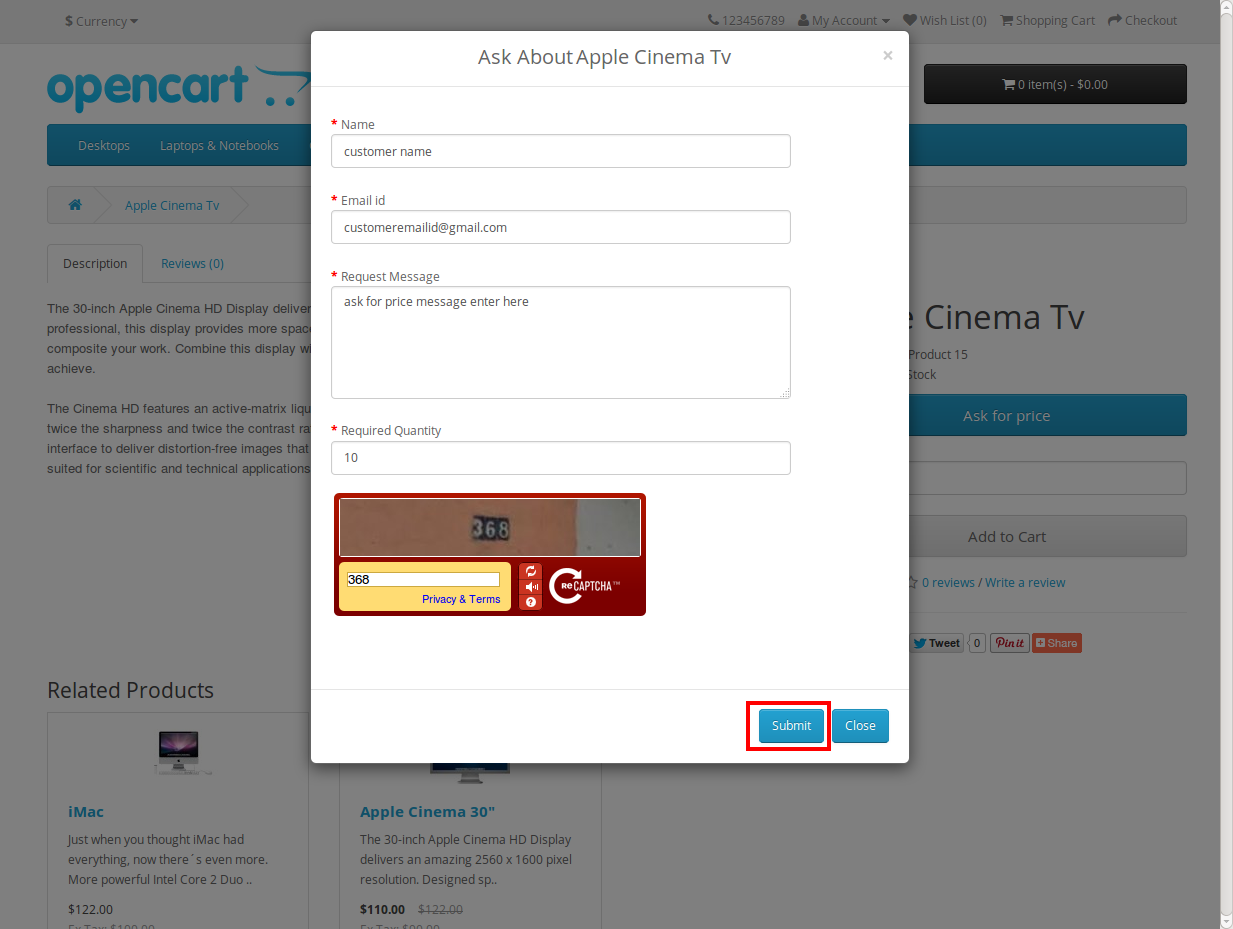 $ Currency
123456789 My Account Wish List (0) Shopping Cart Checkout
opencart
0 item(s) - $0.00
Desktops Laptops & Notebooks
Apple Cinema Tv
Description Reviews (0)
The 30-inch Apple Cinema HD Display deliver
professional, this display provides more spac
composite your work. Combine this display wi
achieve.
The Cinema HD features an active-matrix liqu
twice the sharpness and twice the contrast ra
interface to deliver distortion-free images that
suited for scientific and technical applications
Ask About Apple Cinema Tv
×
* Name
customer name
* Email id
customeremailid@gmail.com
* Request Message
ask for price message enter here
* Required Quantity
10
368
368
Privacy & Terms
?
reCAPTCHA™
Submit Close
e Cinema Tv
Product 15
Stock
Ask for price
Add to Cart
0 reviews / Write a review
Tweet 0 Pin it Share
Related Products
iMac
Just when you thought iMac had
everything, now there´s even more.
More powerful Intel Core 2 Duo ..
$122.00
Ex Tax: $100.00
Apple Cinema 30"
The 30-inch Apple Cinema HD Display
delivers an amazing 2560 x 1600 pixel
resolution. Designed sp..
$110.00 $122.00
Ex Tax: $90.00